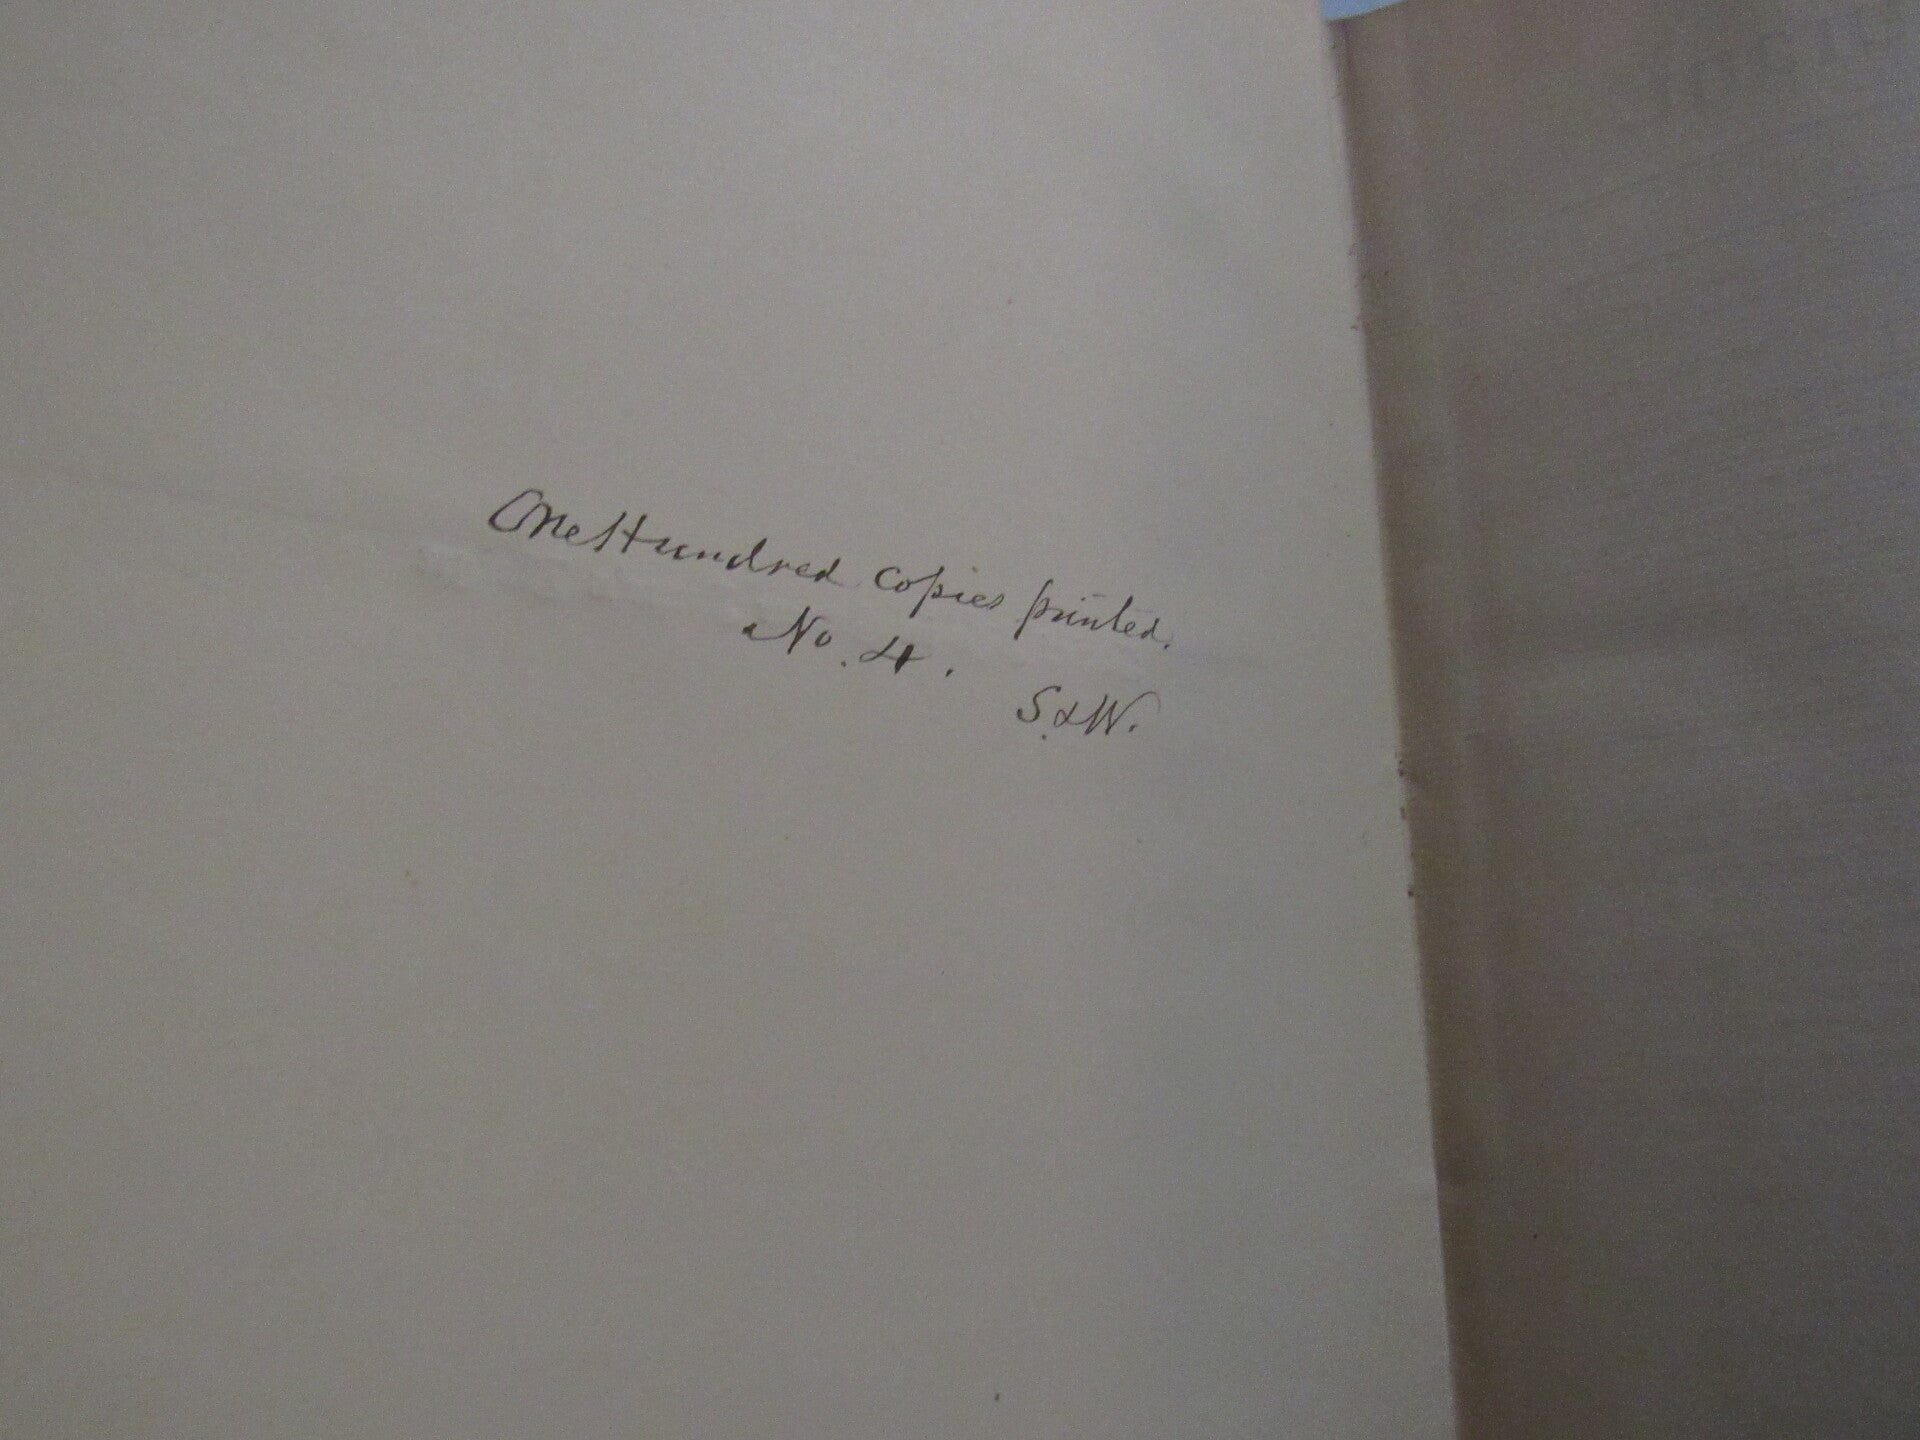 One Hundred copies printed.
No. 4.
S. & W.